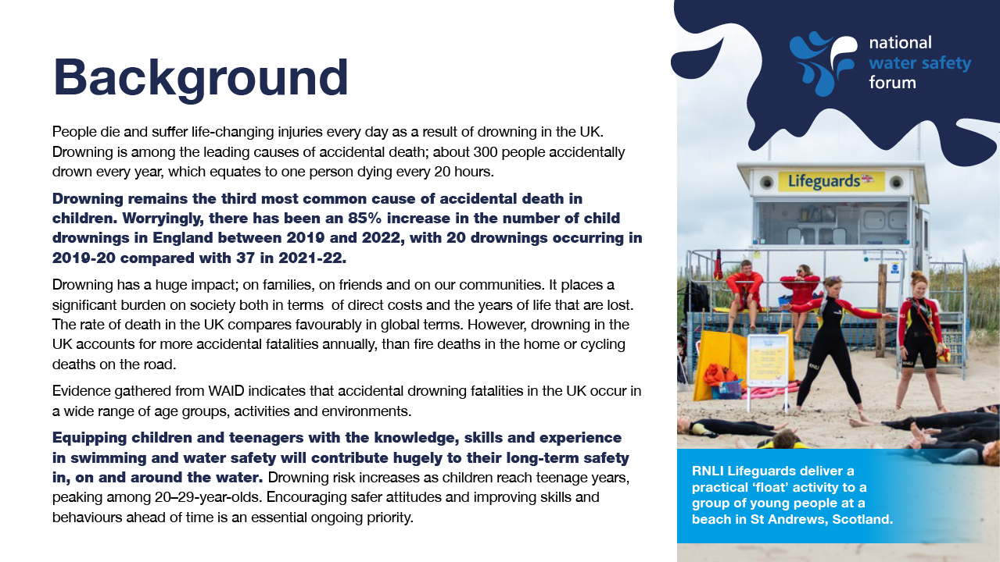 Background
People die and suffer life-changing injuries every day as a result of drowning in the UK.
Drowning is among the leading causes of accidental death; about 300 people accidentally
drown every year, which equates to one person dying every 20 hours.
Drowning remains the third most common cause of accidental death in
children. Worryingly, there has been an 85% increase in the number of child
drownings in England between 2019 and 2022, with 20 drownings occurring in
2019-20 compared with 37 in 2021-22.
Drowning has a huge impact; on families, on friends and on our communities. It places a
significant burden on society both in terms  of direct costs and the years of life that are lost.
The rate of death in the UK compares favourably in global terms. However, drowning in the
UK accounts for more accidental fatalities annually, than fire deaths in the home or cycling
deaths on the road.
Evidence gathered from WAID indicates that accidental drowning fatalities in the UK occur in
a wide range of age groups, activities and environments.
Equipping children and teenagers with the knowledge, skills and experience
in swimming and water safety will contribute hugely to their long-term safety
in, on and around the water. Drowning risk increases as children reach teenage years,
peaking among 20–29-year-olds. Encouraging safer attitudes and improving skills and
behaviours ahead of time is an essential ongoing priority.
national
water safety
forum
Lifeguards
RNLI
RNLI
RNLI Lifeguards deliver a
practical ‘float’ activity to a
group of young people at a
beach in St Andrews, Scotland.